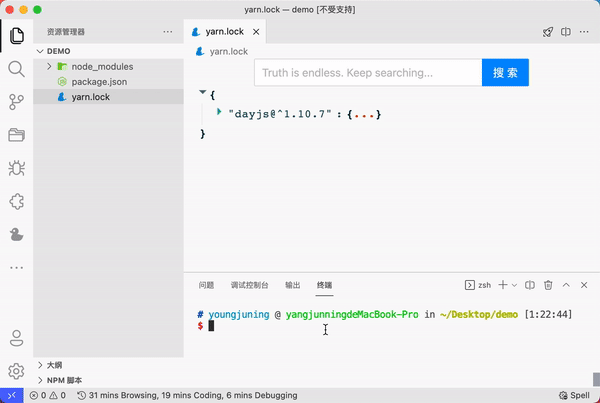 yarn.lock — demo [不受支持]
资源管理器 ···
yarn.lock
DEMO
node_modules
package.json
yarn.lock
yarn.lock
Truth is endless. Keep searching...
搜 索
{
"dayjs@^1.10.7" : {...}
}
问题 调试控制台 输出 终端
zsh
# youngjuning @ yangjunningdeMacBook-Pro in ~/Desktop/demo [1:22:44]
$
大纲
NPM 脚本
0 0 31 mins Browsing, 19 mins Coding, 6 mins Debugging
Spell